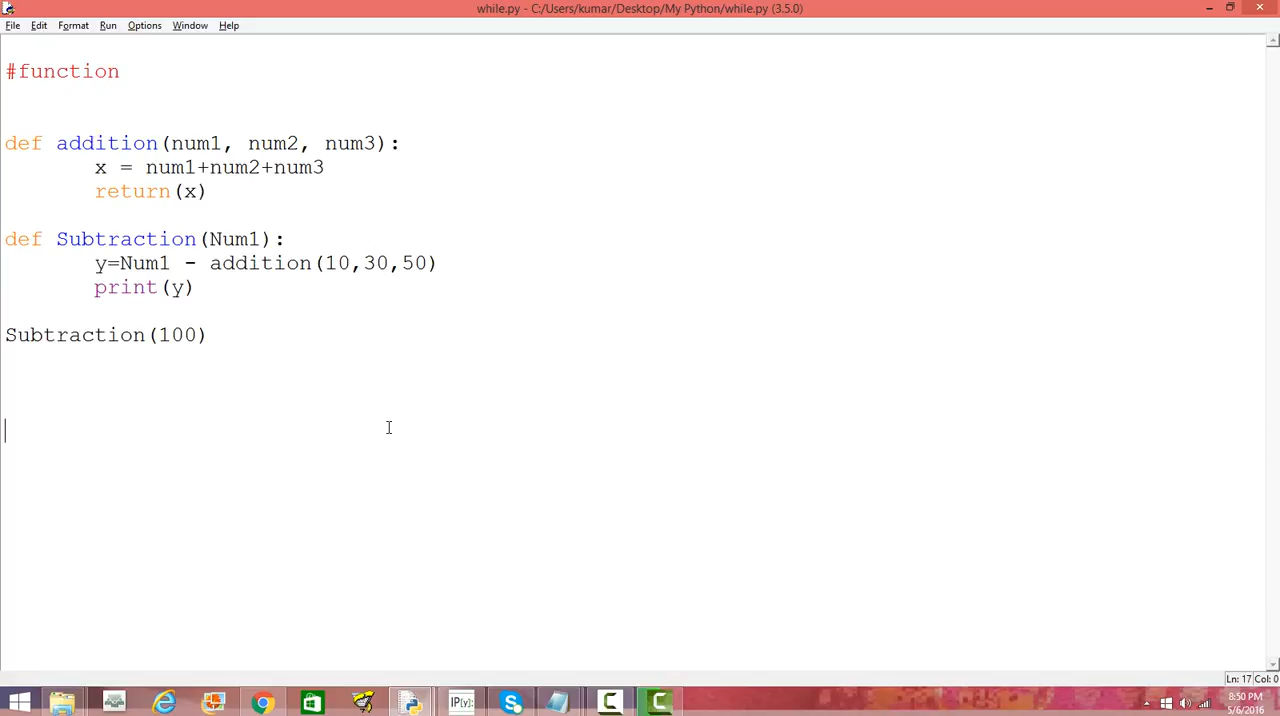 while.py - C:/Users/kumar/Desktop/My Python/while.py (3.5.0)
File Edit Format Run Options Window Help
#function
def addition(num1, num2, num3):
x = num1+num2+num3
return(x)
def Subtraction(Num1):
y=Num1 - addition(10,30,50)
print(y)
Subtraction(100)
Ln: 17 Col: 0
IP[y]:
8:50 PM
5/6/2016